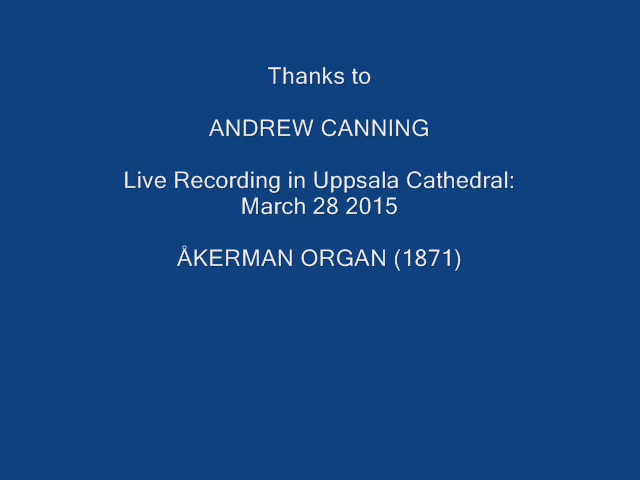 Thanks to
ANDREW CANNING
Live Recording in Uppsala Cathedral:
March 28 2015
ÅKERMAN ORGAN (1871)